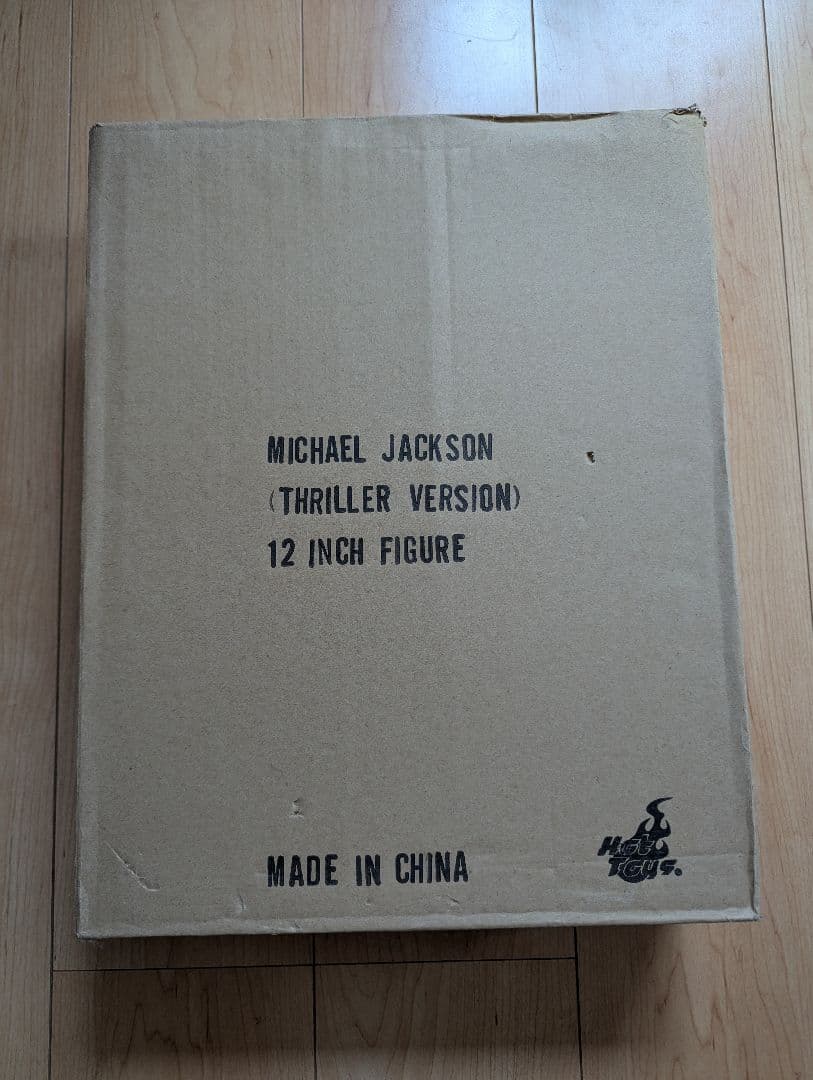 MICHAEL JACKSON
(THRILLER VERSION)
12 INCH FIGURE
MADE IN CHINA
Hot
Toys.